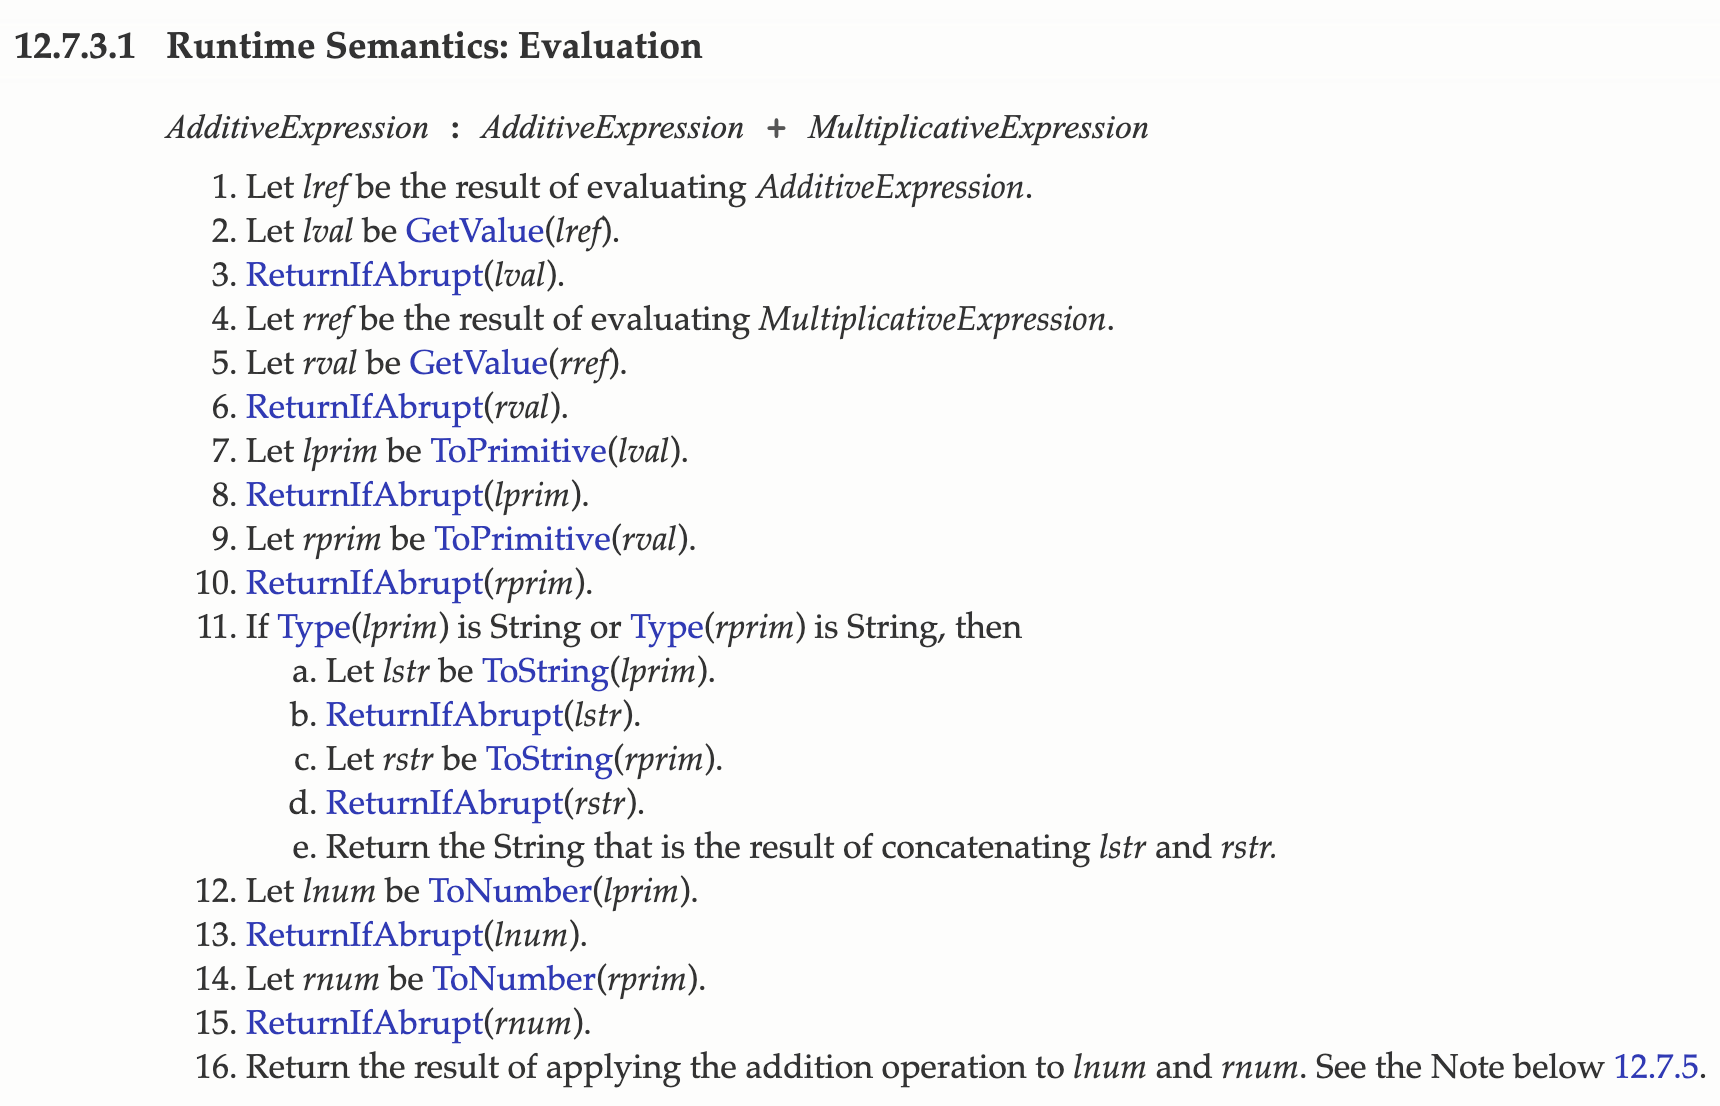 12.7.3.1 Runtime Semantics: Evaluation
AdditiveExpression : AdditiveExpression + MultiplicativeExpression
1. Let lref be the result of evaluating AdditiveExpression.
2. Let lval be GetValue(lref).
3. ReturnIfAbrupt(lval).
4. Let rref be the result of evaluating MultiplicativeExpression.
5. Let rval be GetValue(rref).
6. ReturnIfAbrupt(rval).
7. Let lprim be ToPrimitive(lval).
8. ReturnIfAbrupt(lprim).
9. Let rprim be ToPrimitive(rval).
10. ReturnIfAbrupt(rprim).
11. If Type(lprim) is String or Type(rprim) is String, then
a. Let lstr be ToString(lprim).
b. ReturnIfAbrupt(lstr).
c. Let rstr be ToString(rprim).
d. ReturnIfAbrupt(rstr).
e. Return the String that is the result of concatenating lstr and rstr.
12. Let lnum be ToNumber(lprim).
13. ReturnIfAbrupt(lnum).
14. Let rnum be ToNumber(rprim).
15. ReturnIfAbrupt(rnum).
16. Return the result of applying the addition operation to lnum and rnum. See the Note below 12.7.5.